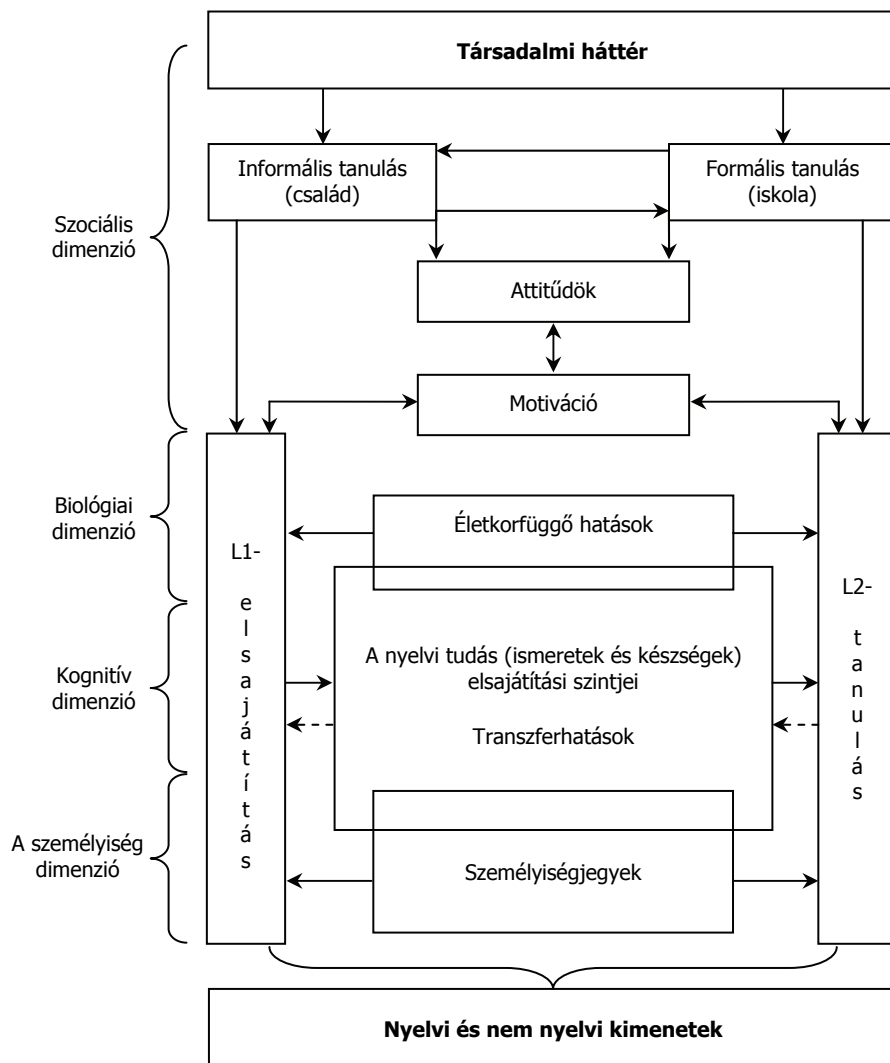 Társadalmi háttér
Informális tanulás
(család)
Formális tanulás
(iskola)
Szociális
dimenzió
Attitűdök
Motiváció
Biológiai
dimenzió
Életkorfüggő hatások
L1-
e
l
s
a
j
á
t
í
t
á
s
L2-
t
a
n
u
l
á
s
Kognitív
dimenzió
A nyelvi tudás (ismeretek és készségek)
elsajátítási szintjei
Transzferhatások
A személyiség
dimenzió
Személyiségjegyek
Nyelvi és nem nyelvi kimenetek